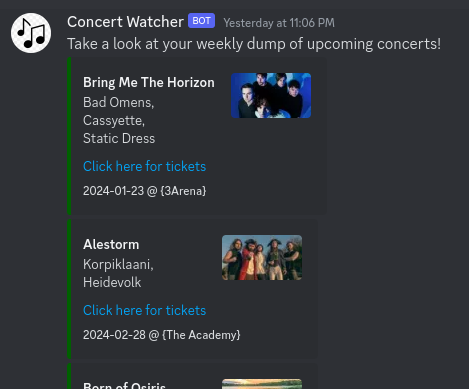 Concert Watcher BOT Yesterday at 11:06 PM
Take a look at your weekly dump of upcoming concerts!
Bring Me The Horizon
Bad Omens,
Cassyette,
Static Dress
Click here for tickets
2024-01-23 @ {3Arena}
Alestorm
Korpiklaani,
Heidevolk
Click here for tickets
2024-02-28 @ {The Academy}
Born of Osiris